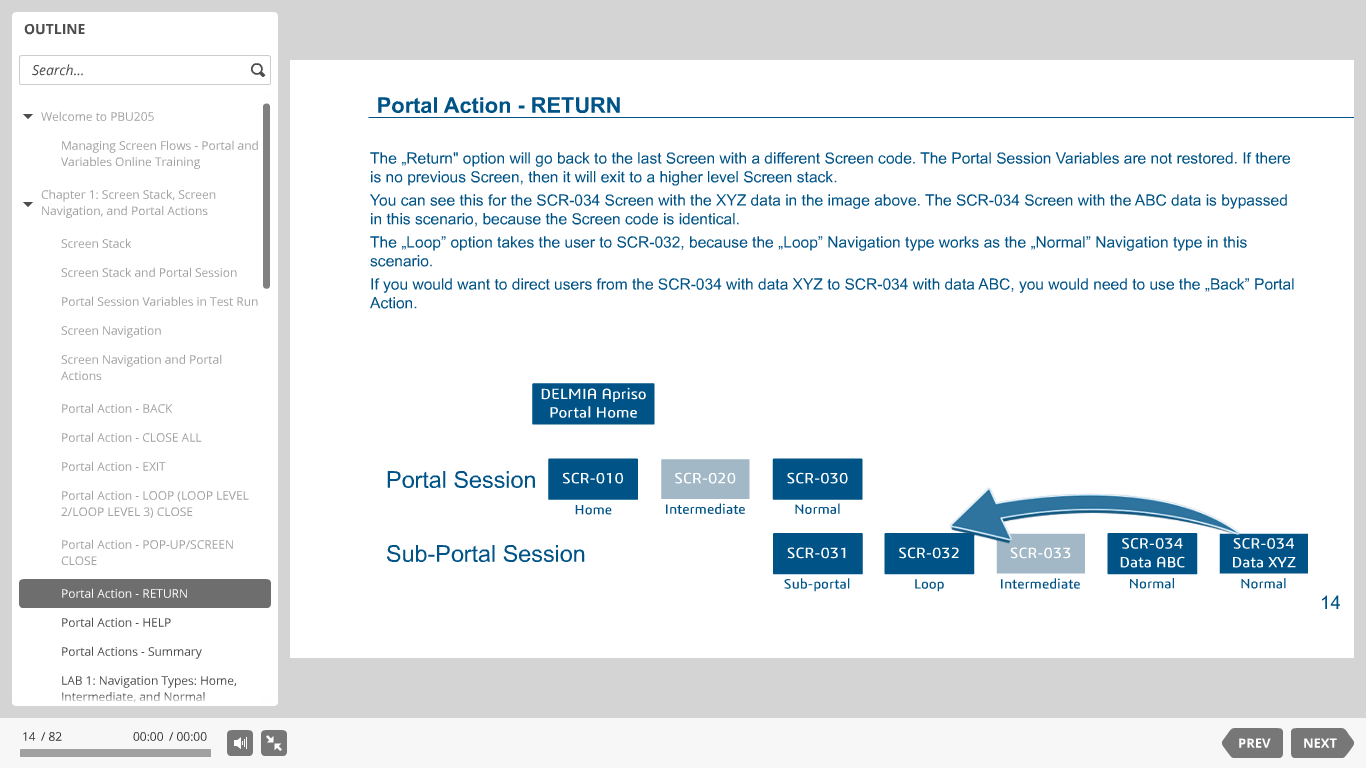 OUTLINE
Search...
Welcome to PBU205
Managing Screen Flows - Portal and
Variables Online Training
Chapter 1: Screen Stack, Screen
Navigation, and Portal Actions
Screen Stack
Screen Stack and Portal Session
Portal Session Variables in Test Run
Screen Navigation
Screen Navigation and Portal
Actions
Portal Action - BACK
Portal Action - CLOSE ALL
Portal Action - EXIT
Portal Action - LOOP (LOOP LEVEL
2/LOOP LEVEL 3) CLOSE
Portal Action - POP-UP/SCREEN
CLOSE
Portal Action - RETURN
Portal Action - HELP
Portal Actions - Summary
LAB 1: Navigation Types: Home,
Intermediate, and Normal
Portal Action - RETURN
The „Return" option will go back to the last Screen with a different Screen code. The Portal Session Variables are not restored. If there
is no previous Screen, then it will exit to a higher level Screen stack.
You can see this for the SCR-034 Screen with the XYZ data in the image above. The SCR-034 Screen with the ABC data is bypassed
in this scenario, because the Screen code is identical.
The „Loop” option takes the user to SCR-032, because the „Loop” Navigation type works as the „Normal” Navigation type in this
scenario.
If you would want to direct users from the SCR-034 with data XYZ to SCR-034 with data ABC, you would need to use the „Back” Portal
Action.
DELMIA Apriso
Portal Home
Portal Session
SCR-010
SCR-020
SCR-030
Home
Intermediate
Normal
Sub-Portal Session
SCR-031
SCR-032
SCR-033
SCR-034
Data ABC
SCR-034
Data XYZ
Sub-portal
Loop
Intermediate
Normal
Normal
14
14 / 82
00:00 / 00:00
PREV
NEXT